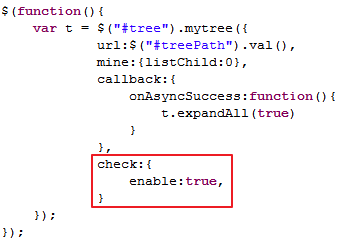 $(function(){
    var t = $("#tree").mytree({
            url:$("#treePath").val(),
            mine:{listChild:0},
            callback:{
                onAsyncSuccess:function(){
                    t.expandAll(true)
                }
            },
            check:{
                enable:true,
            }
    });
});